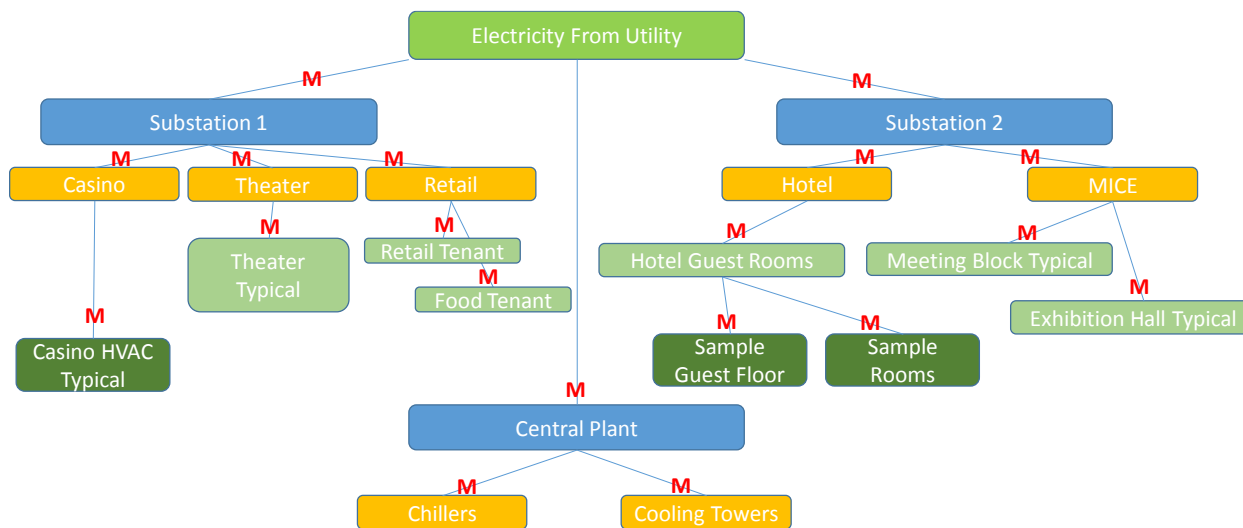 Electricity From Utility
M
M
Substation 1
Substation 2
M
M
M
M
M
Casino
Theater
Retail
Hotel
MICE
M
M
M
M
Retail Tenant
Theater
Typical
Hotel Guest Rooms
Meeting Block Typical
M
Food Tenant
M
Exhibition Hall Typical
M
Casino HVAC
Typical
M
Sample
Guest Floor
M
Sample
Rooms
M
Central Plant
M
M
Chillers
Cooling Towers